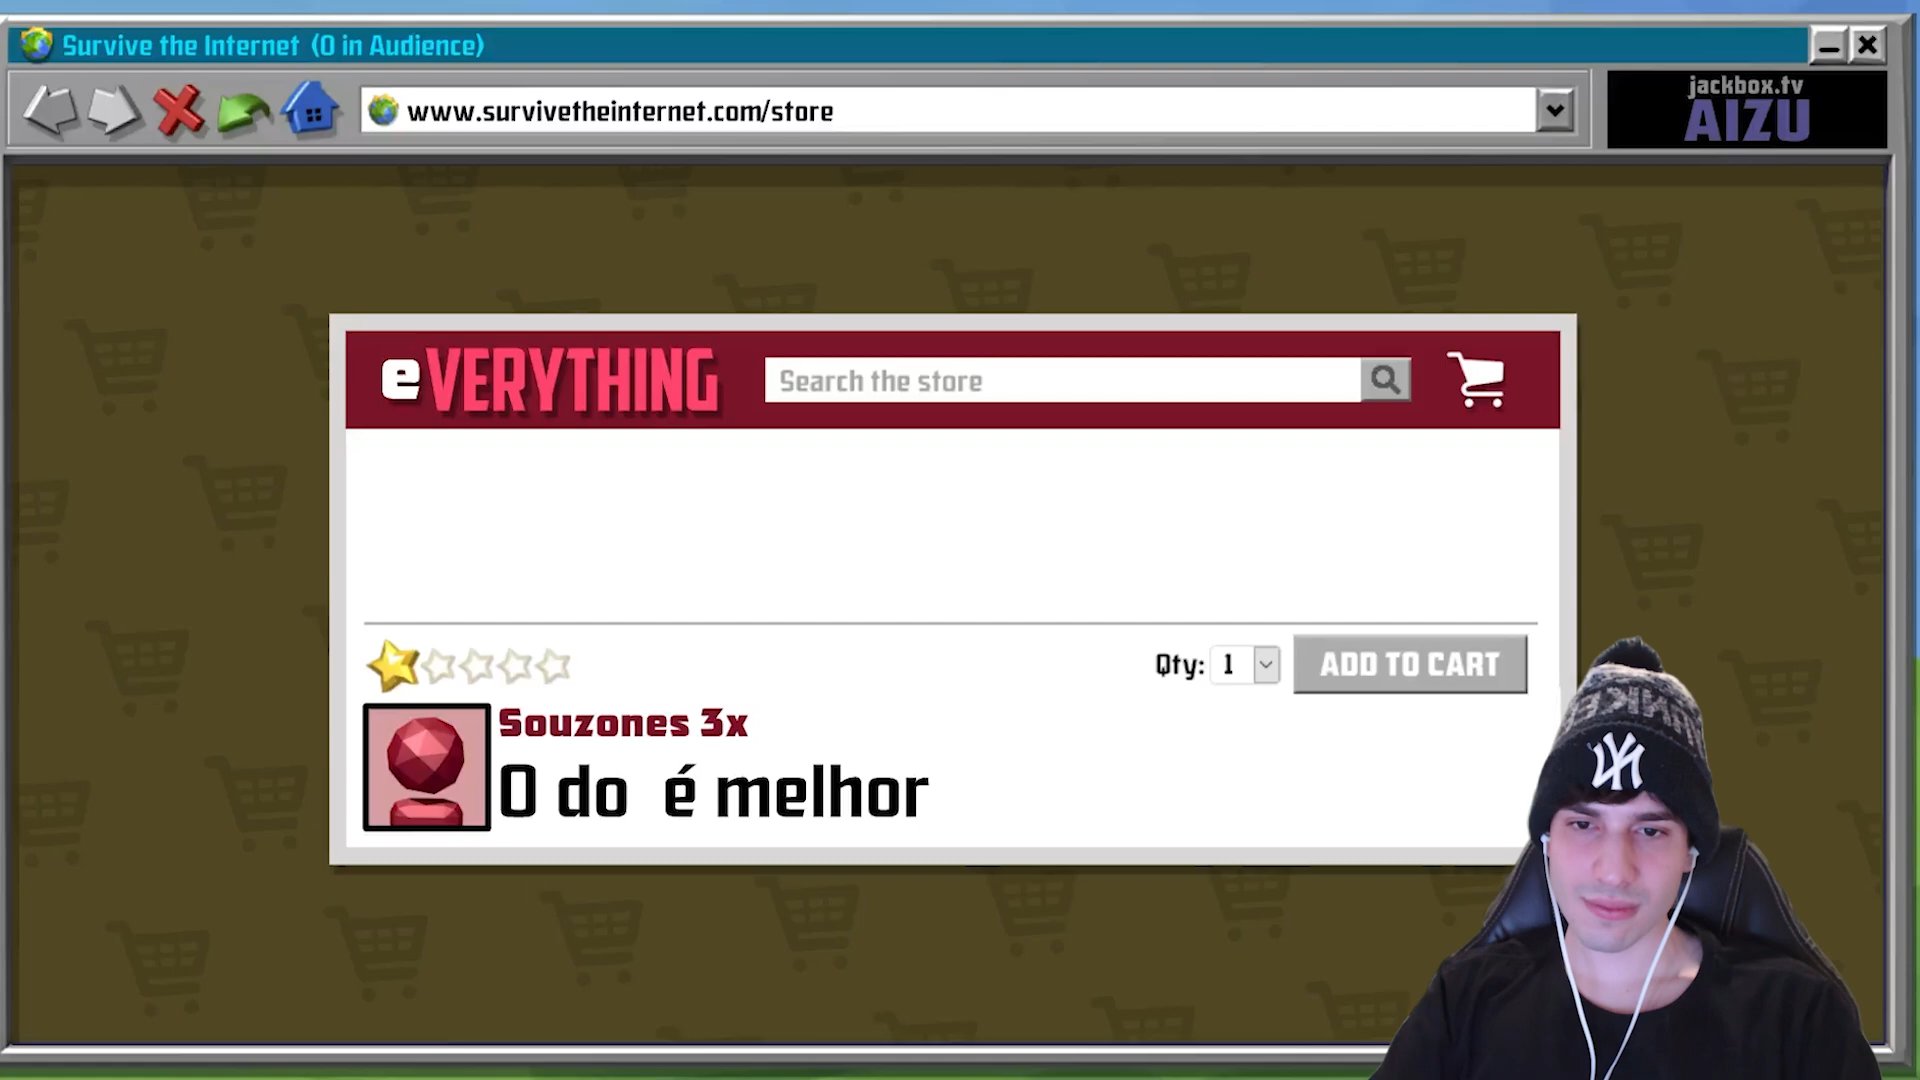 Survive the Internet (0 in Audience)
www.survivetheinternet.com/store
jackbox.tv
AIZU
eVERYTHING
Search the store
Qty: 1
ADD TO CART
Souzones 3x
O do é melhor